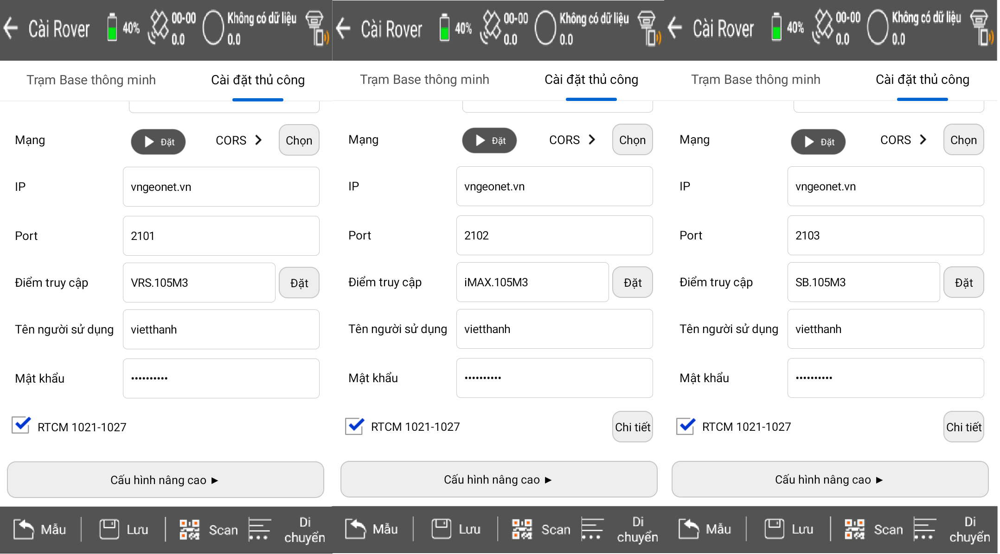 Cài Rover
40%
00-00
0.0
Không có dữ liệu
0.0
Trạm Base thông minh
Cài đặt thủ công
Mạng
Đặt
CORS
Chọn
IP
vngeonet.vn
Port
2101
Điểm truy cập
VRS.105M3
Đặt
Tên người sử dụng
vietthanh
Mật khẩu
••••••••••
RTCM 1021-1027
Cấu hình nâng cao ►
Mẫu
Lưu
Scan
Di
chuyển
Cài Rover
40%
00-00
0.0
Không có dữ liệu
0.0
Trạm Base thông minh
Cài đặt thủ công
Mạng
Đặt
CORS
Chọn
IP
vngeonet.vn
Port
2102
Điểm truy cập
iMAX.105M3
Đặt
Tên người sử dụng
vietthanh
Mật khẩu
••••••••••
RTCM 1021-1027
Chi tiết
Cấu hình nâng cao ►
Mẫu
Lưu
Scan
Di
chuyển
Cài Rover
40%
00-00
0.0
Không có dữ liệu
0.0
Trạm Base thông minh
Cài đặt thủ công
Mạng
Đặt
CORS
Chọn
IP
vngeonet.vn
Port
2103
Điểm truy cập
SB.105M3
Đặt
Tên người sử dụng
vietthanh
Mật khẩu
••••••••••
RTCM 1021-1027
Chi tiết
Cấu hình nâng cao ►
Mẫu
Lưu
Scan
Di
chuyển